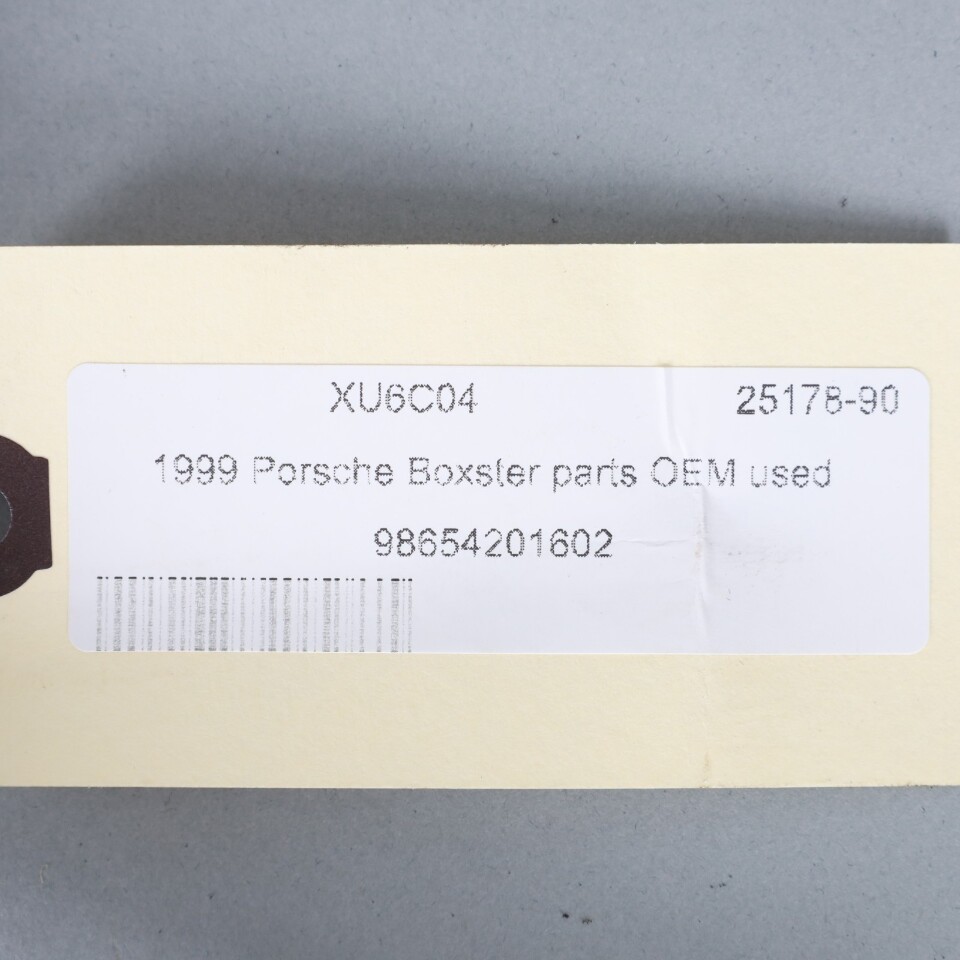 XU6C04 25178-90
1999 Porsche Boxster parts OEM used
98654201602